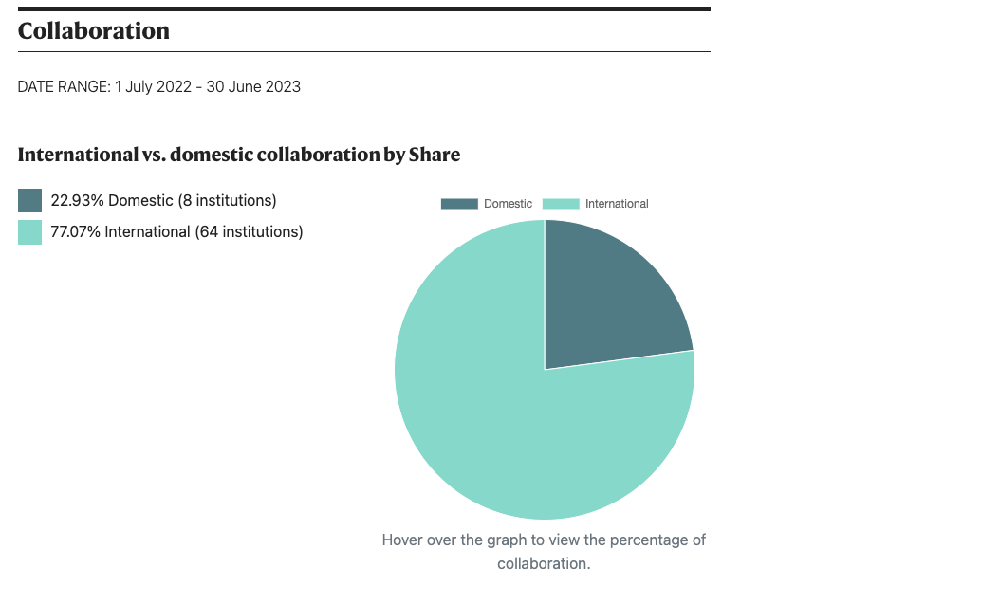 Collaboration
DATE RANGE: 1 July 2022 - 30 June 2023
International vs. domestic collaboration by Share
22.93% Domestic (8 institutions)
77.07% International (64 institutions)
Domestic International
Hover over the graph to view the percentage of
collaboration.